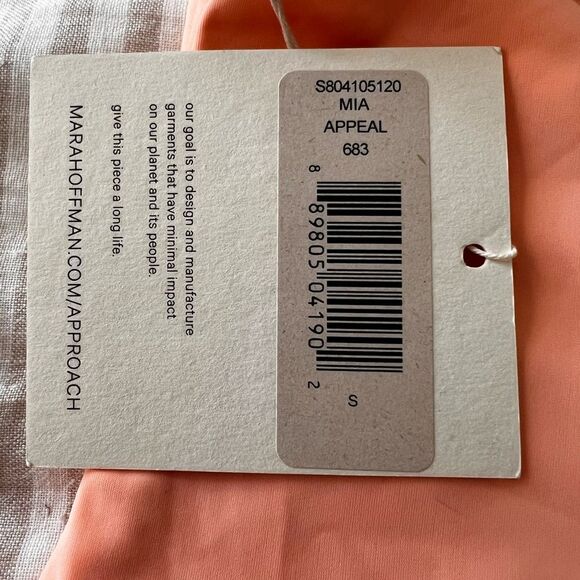 S804105120
MIA
APPEAL
683
8 89805 04190 2
S
our goal is to design and manufacture
garments that have minimal impact
on our planet and its people.
give this piece a long life.
MARAHOFFMAN.COM/APPROACH